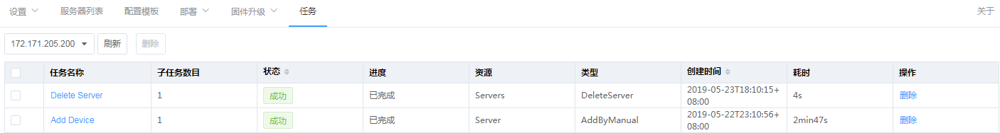 设置 服务器列表 配置模板 部署 固件升级 任务 关于
172.171.205.200 刷新 删除
任务名称 子任务数目 状态 进度 资源 类型 创建时间 耗时 操作
Delete Server 1 成功 已完成 Servers DeleteServer 2019-05-23T18:10:15+ 4s 删除
08:00
Add Device 1 成功 已完成 Server AddByManual 2019-05-22T23:10:56+ 2min47s 删除
08:00